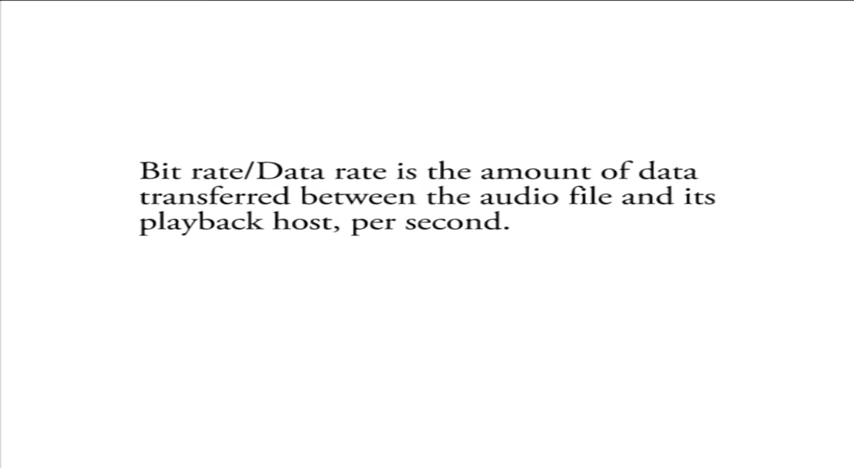 Bit rate/Data rate is the amount of data
transferred between the audio file and its
playback host, per second.